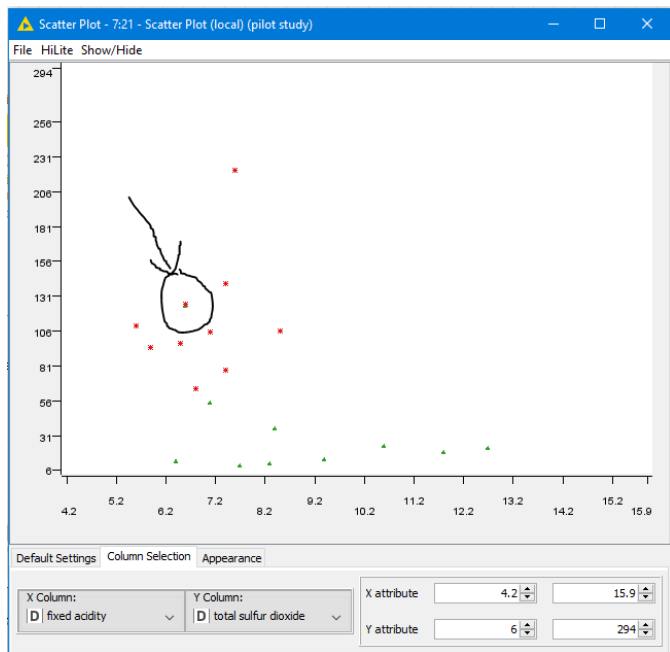 Scatter Plot - 7:21 - Scatter Plot (local) (pilot study)
File HiLite Show/Hide
294
256
231
206
181
156
131
106
81
56
31
6
5.2 7.2 9.2 11.2 13.2 15.2
4.2 6.2 8.2 10.2 12.2 14.2 15.9
Default Settings Column Selection Appearance
X Column: Y Column:
D fixed acidity D total sulfur dioxide
X attribute 4.2 15.9
Y attribute 6 294